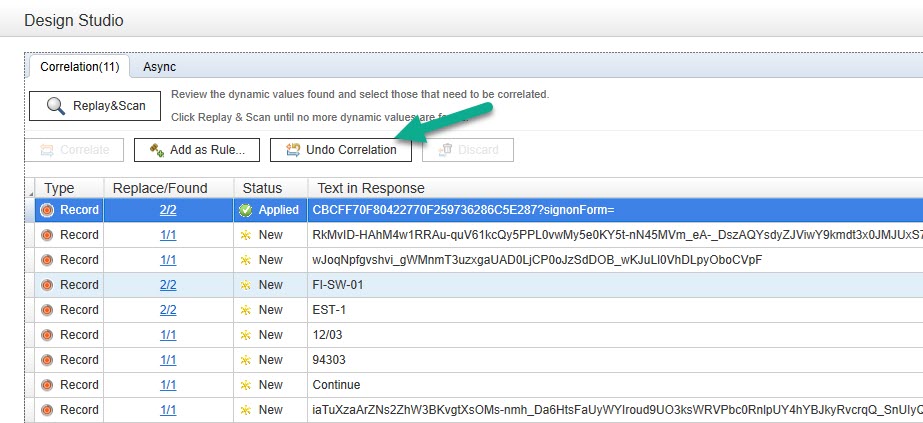 Design Studio
Correlation(11) Async
Replay&Scan
Review the dynamic values found and select those that need to be correlated.
Click Replay & Scan until no more dynamic values are
Correlate Add as Rule... Undo Correlation Discard
Type Replace/Found Status Text in Response
Record 2/2 Applied CBCFF70F80422770F259736286C5E287?signonForm=
Record 1/1 New RkMvID-HAhM4w1RRAu-quV61kcQy5PPL0vwMy5e0KY5t-nN45MVm_eA-_DszAQYsdyZJViwY9kmdt3x0JMJUxS7
Record 1/1 New wJoqNpfgvshvi_gWMnmT3uzxgaUAD0LjCP0oJzSdDOB_wKJuLI0VhDLpyOboCVpF
Record 2/2 New FI-SW-01
Record 2/2 New EST-1
Record 1/1 New 12/03
Record 1/1 New 94303
Record 1/1 New Continue
Record 1/1 New iaTuXzaArZNs2ZhW3BKvgtXsOMs-nmh_Da6HtsFaUyWYIroud9UO3ksWRVPbc0RnlpUY4hYBJkyRvcrqQ_SnUlyQ